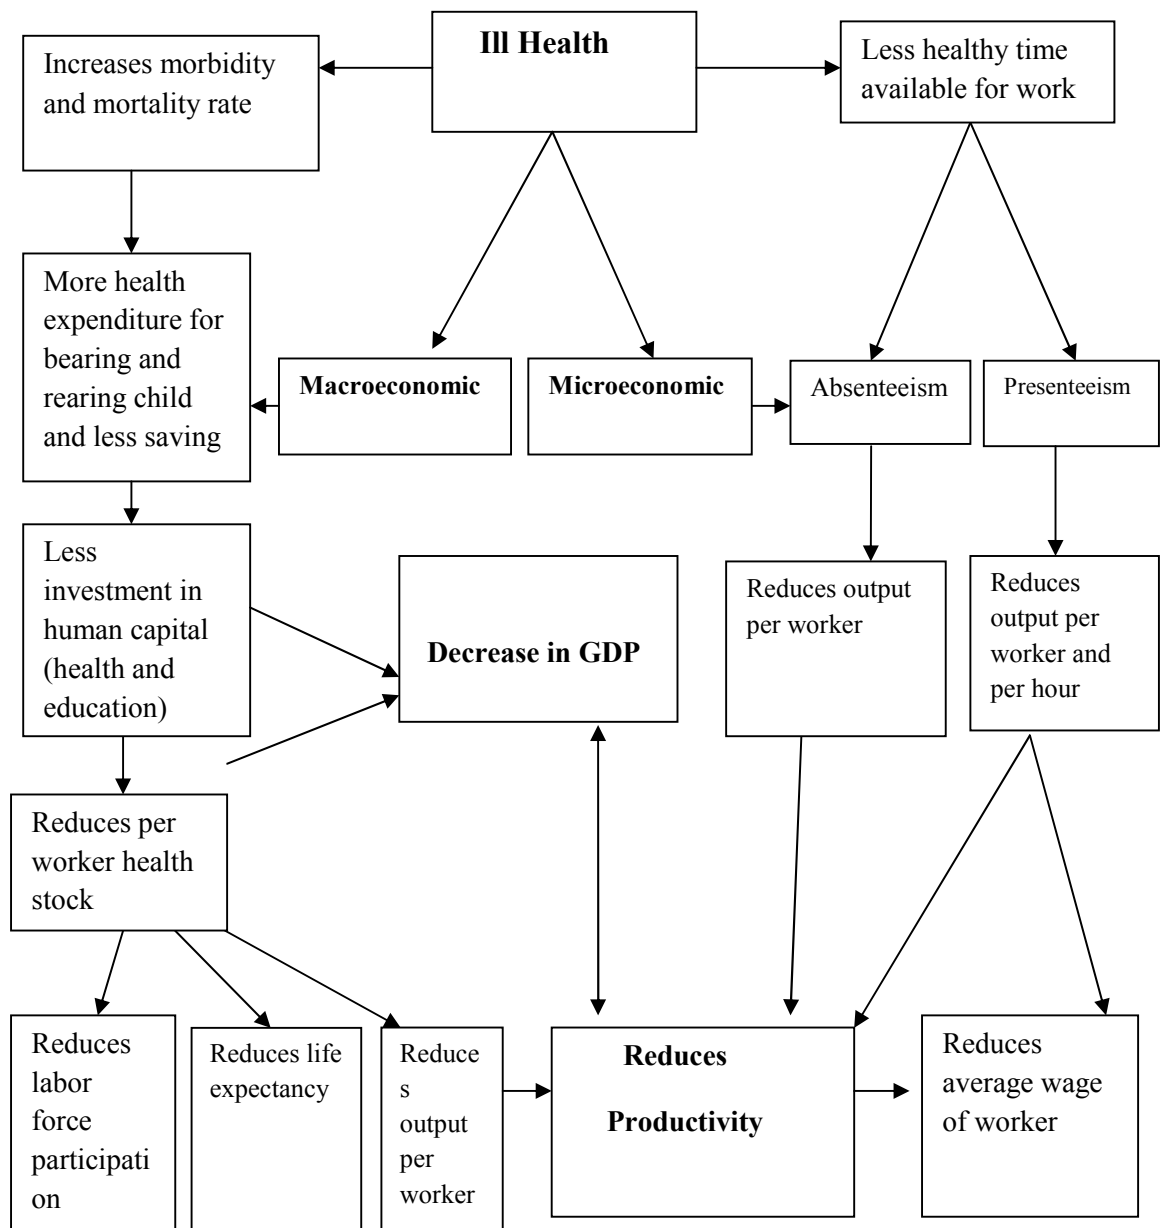 Ill Health
Increases morbidity
and mortality rate
Less healthy time
available for work
More health
expenditure for
bearing and
rearing child
and less saving
Macroeconomic
Microeconomic
Absenteeism
Presenteeism
Less
investment in
human capital
(health and
education)
Decrease in GDP
Reduces output
per worker
Reduces
output per
worker and
per hour
Reduces per
worker health
stock
Reduces
labor
force
participati
on
Reduces life
expectancy
Reduce
s
output
per
worker
Reduces
Productivity
Reduces
average wage
of worker